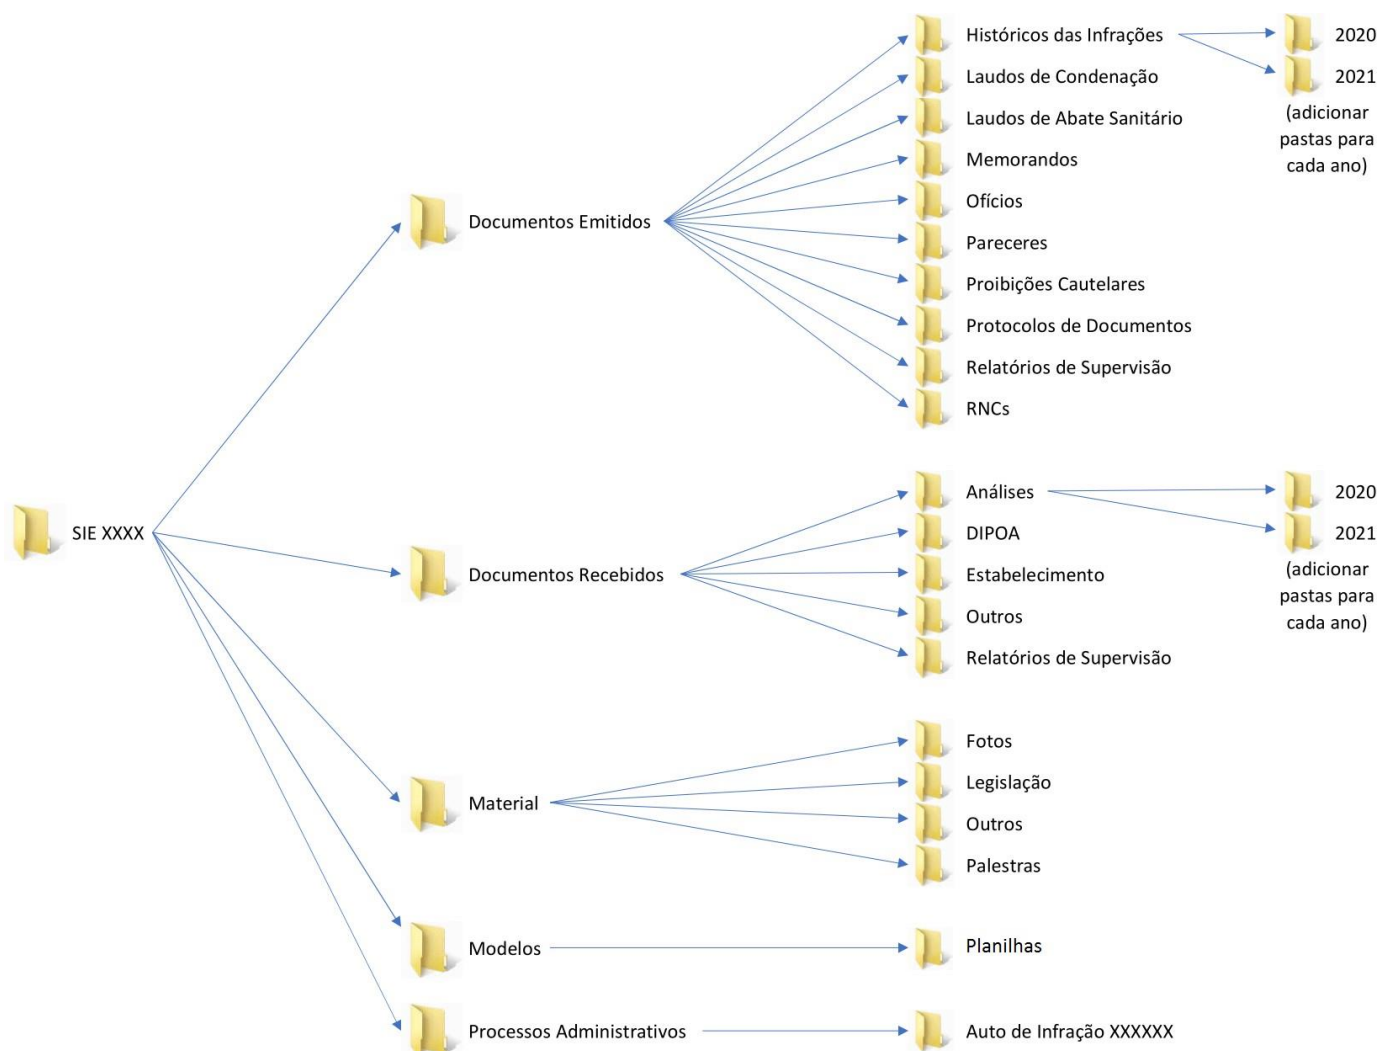 SIE XXXX
Documentos Emitidos
Históricos das Infrações
2020
2021
(adicionar
pastas para
cada ano)
Laudos de Condenação
Laudos de Abate Sanitário
Memorandos
Ofícios
Pareceres
Proibições Cautelares
Protocolos de Documentos
Relatórios de Supervisão
RNCs
Documentos Recebidos
Análises
2020
2021
(adicionar
pastas para
cada ano)
DIPOA
Estabelecimento
Outros
Relatórios de Supervisão
Material
Fotos
Legislação
Outros
Palestras
Modelos
Planilhas
Processos Administrativos
Auto de Infração XXXXXX